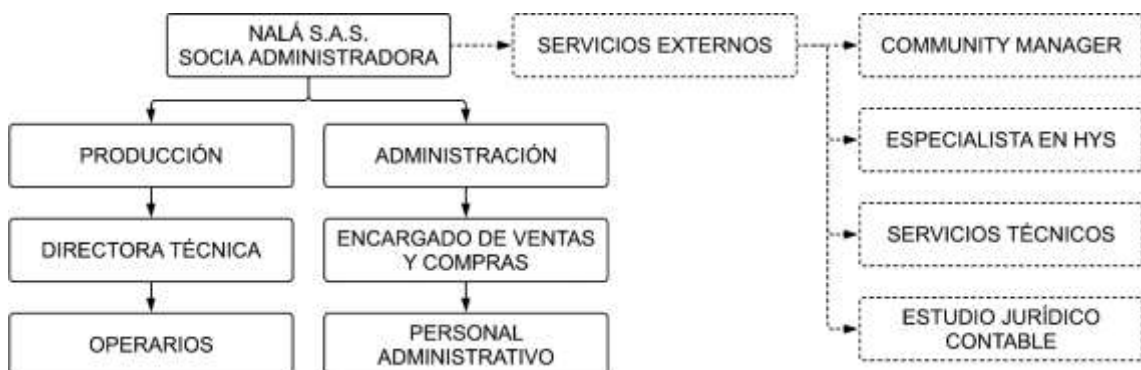 NALÁ S.A.S.
SOCIA ADMINISTRADORA
SERVICIOS EXTERNOS
COMMUNITY MANAGER
PRODUCCIÓN
ADMINISTRACIÓN
ESPECIALISTA EN HYS
DIRECTORA TÉCNICA
ENCARGADO DE VENTAS
Y COMPRAS
SERVICIOS TÉCNICOS
OPERARIOS
PERSONAL
ADMINISTRATIVO
ESTUDIO JURÍDICO
CONTABLE